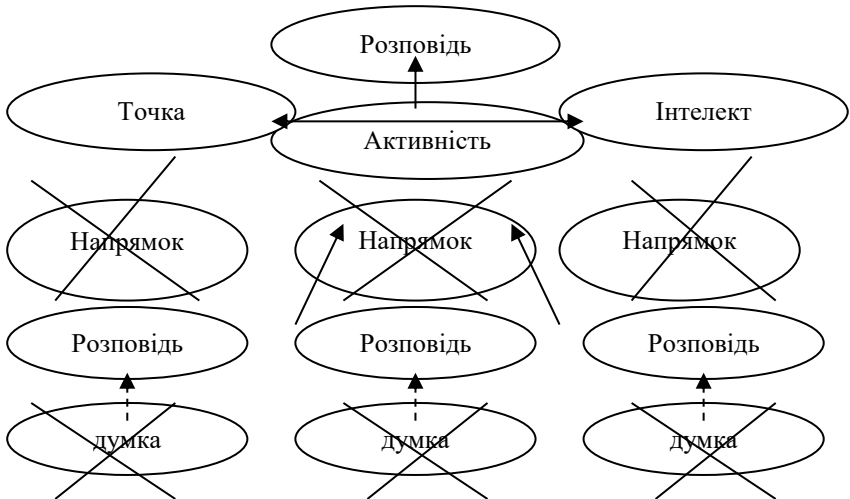 Розповідь
Точка
Активність
Інтелект
Напрямок
Напрямок
Напрямок
Розповідь
Розповідь
Розповідь
думка
думка
думка